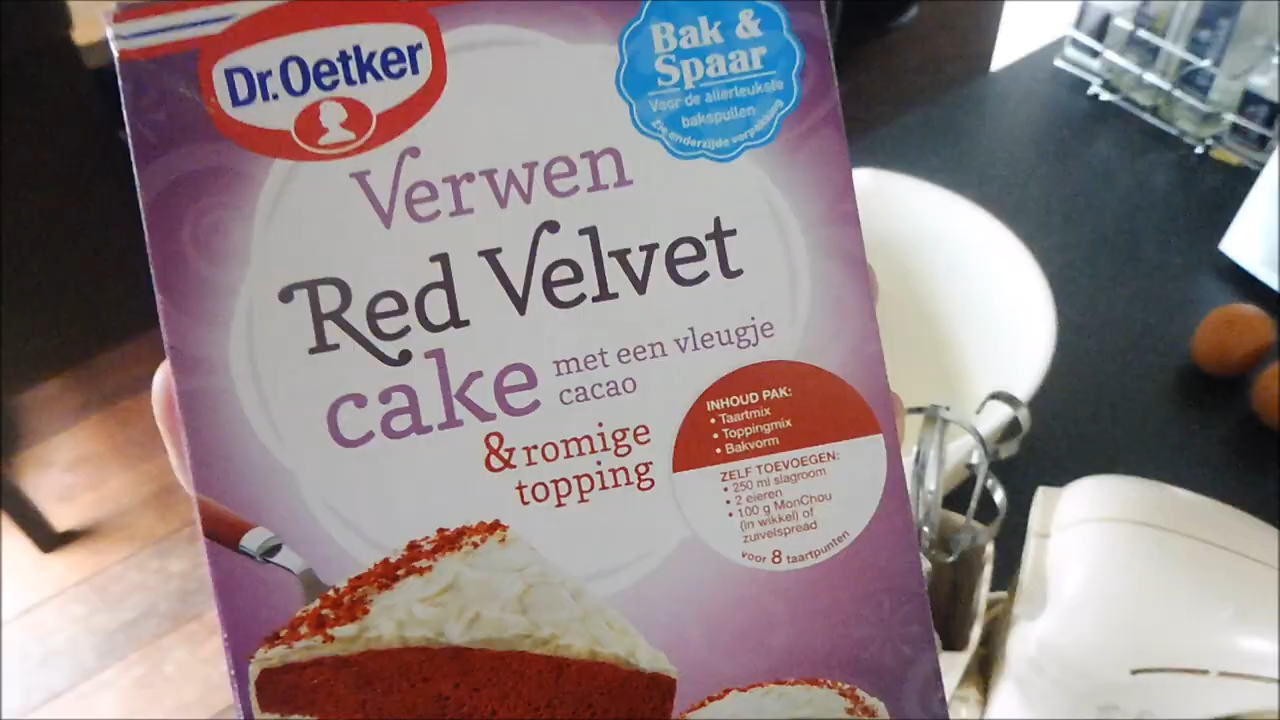 Dr.Oetker
Bak &
Spaar
Voor de allerleukste
bakspullen
Zie onderzijde verpakking
Verwen
Red Velvet
cake met een vleugje
cacao
& romige
topping
INHOUD PAK:
• Taartmix
• Toppingmix
• Bakvorm
ZELF TOEVOEGEN:
• 250 ml slagroom
• 2 eieren
• 100 g MonChou
(in wikkel) of
zuivelspread
voor 8 taartpunten